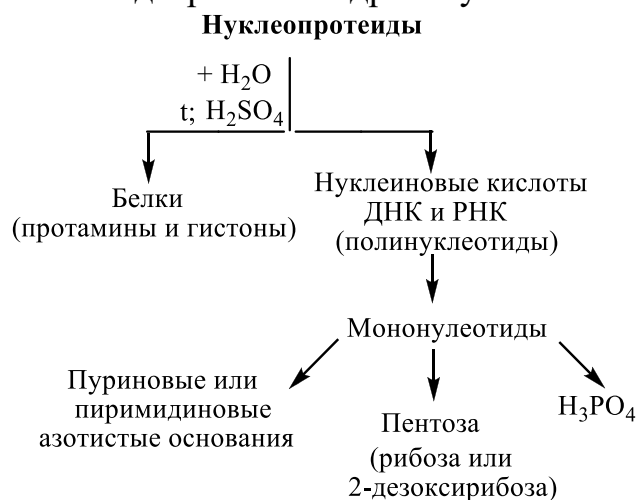 Нуклеопротеиды
+ H₂O
t; H₂SO₄
Белки
(протамины и гистоны)
Нуклеиновые кислоты
ДНК и РНК
(полинуклеотиды)
Мононулеотиды
Пуриновые или
пиримидиновые
азотистые основания
Пентоза
(рибоза или
2-дезоксирибоза)
H₃PO₄